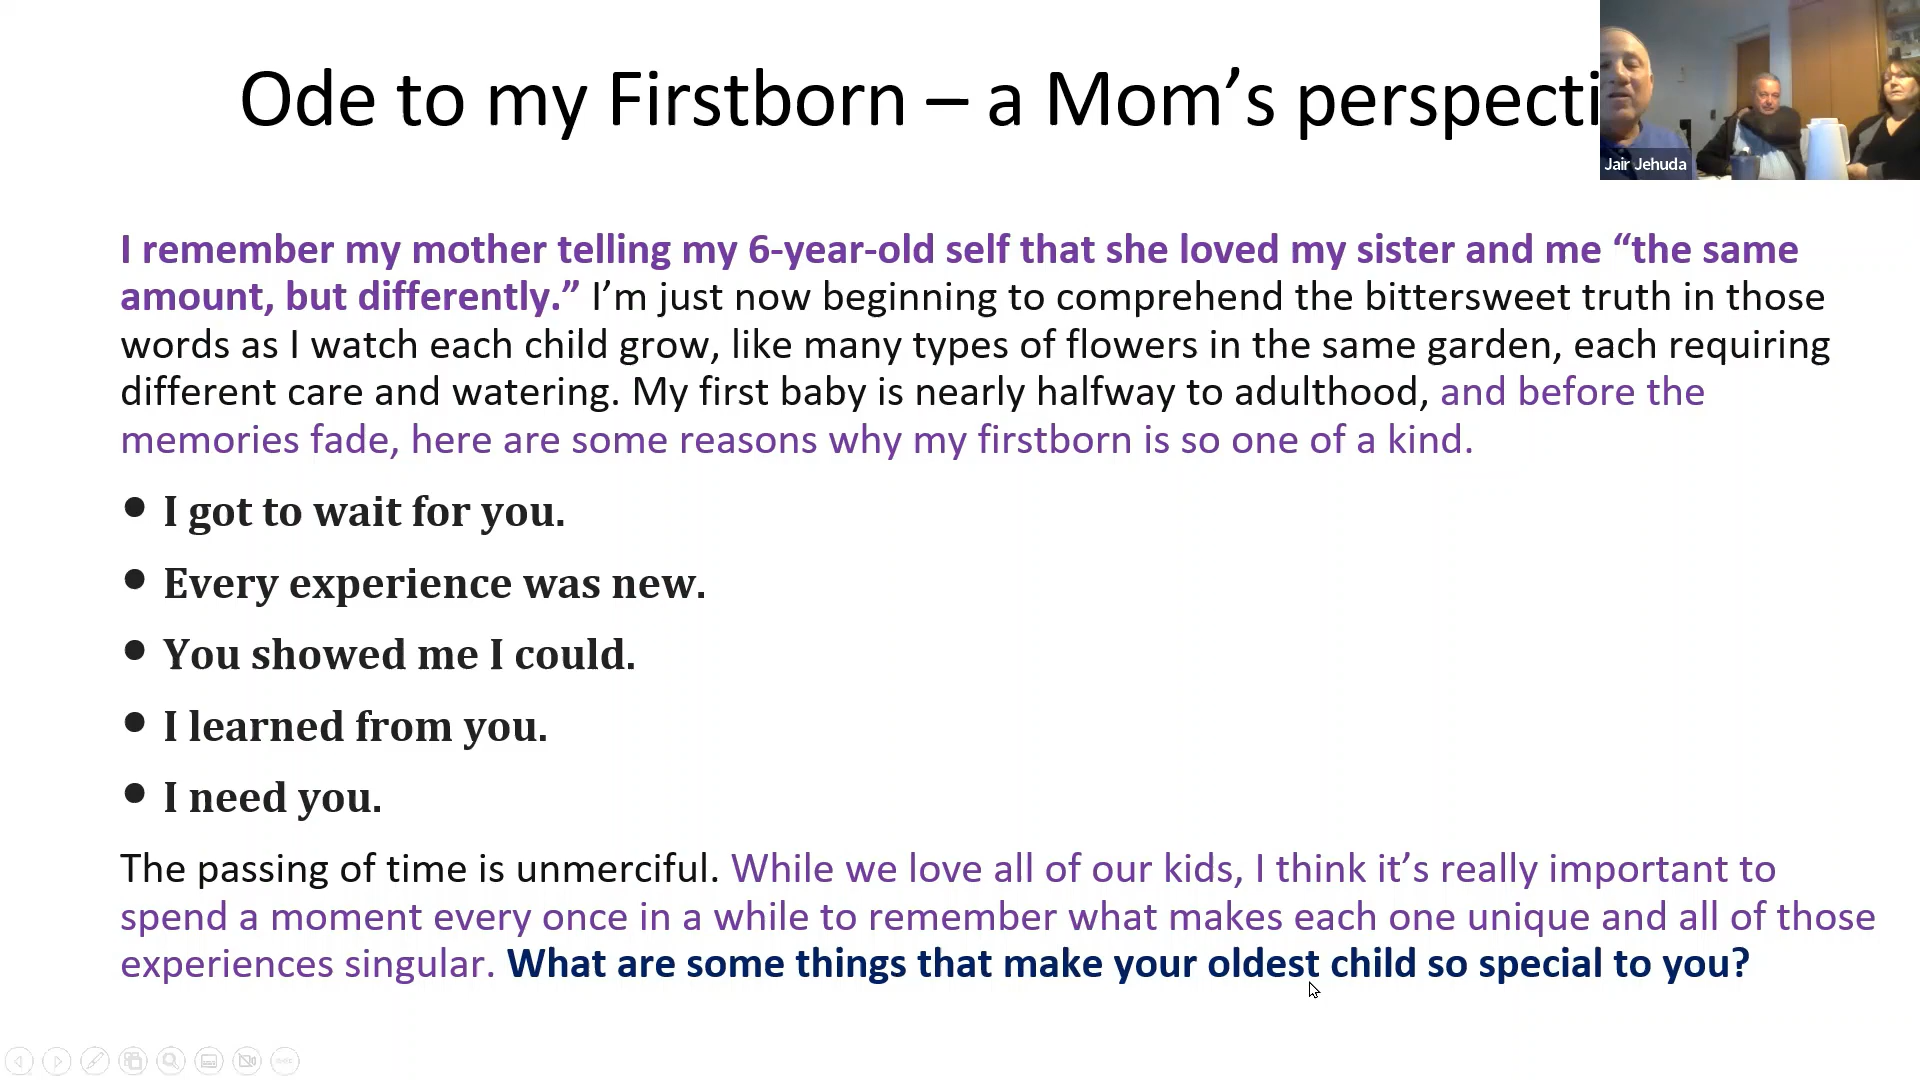 Ode to my Firstborn – a Mom’s perspecti
Jair Jehuda
I remember my mother telling my 6-year-old self that she loved my sister and me “the same
amount, but differently.” I’m just now beginning to comprehend the bittersweet truth in those
words as I watch each child grow, like many types of flowers in the same garden, each requiring
different care and watering. My first baby is nearly halfway to adulthood, and before the
memories fade, here are some reasons why my firstborn is so one of a kind.
• I got to wait for you.
• Every experience was new.
• You showed me I could.
• I learned from you.
• I need you.
The passing of time is unmerciful. While we love all of our kids, I think it’s really important to
spend a moment every once in a while to remember what makes each one unique and all of those
experiences singular. What are some things that make your oldest child so special to you?